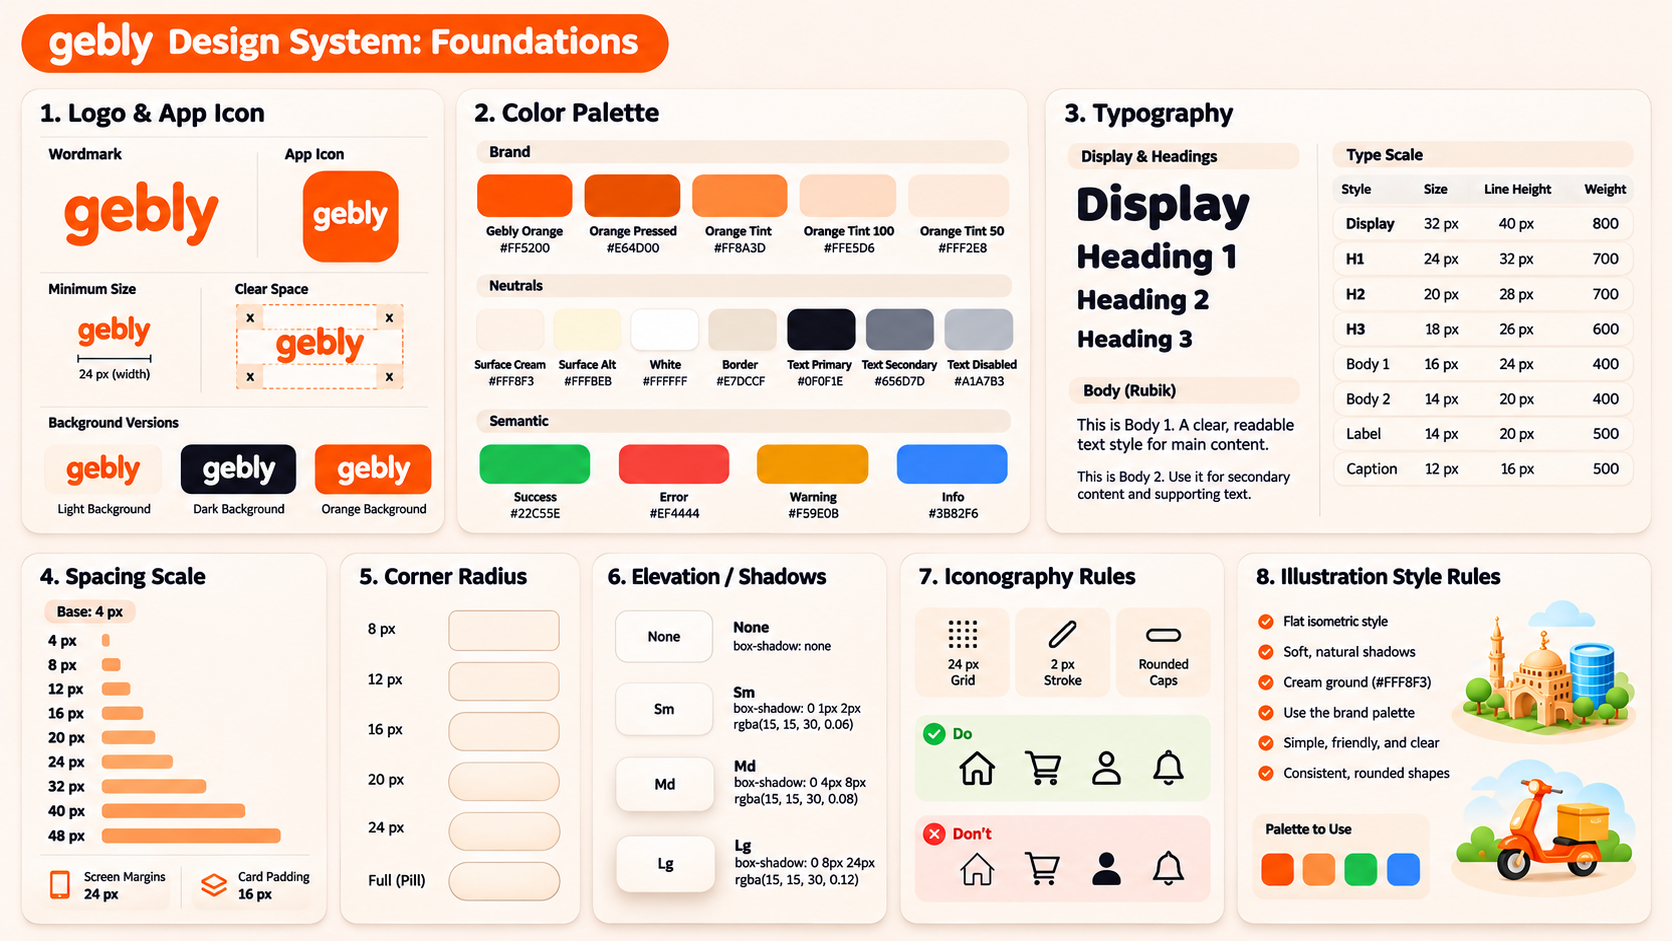 gebly Design System: Foundations
1. Logo & App Icon
Wordmark
App Icon
gebly
gebly
Minimum Size
Clear Space
gebly
24 px (width)
x
x
gebly
x
x
Background Versions
gebly
gebly
gebly
Light Background
Dark Background
Orange Background
2. Color Palette
Brand
Gebly Orange
#FF5200
Orange Pressed
#E64D00
Orange Tint
#FF8A3D
Orange Tint 100
#FFE5D6
Orange Tint 50
#FFF2E8
Neutrals
Surface Cream
#FFF8F3
Surface Alt
#FFFBEB
White
#FFFFFF
Border
#E7DCCF
Text Primary
#0F0F1E
Text Secondary
#656D7D
Text Disabled
#A1A7B3
Semantic
Success
#22C55E
Error
#EF4444
Warning
#F59E0B
Info
#3B82F6
3. Typography
Display & Headings
Display
Heading 1
Heading 2
Heading 3
Body (Rubik)
This is Body 1. A clear, readable
text style for main content.
This is Body 2. Use it for secondary
content and supporting text.
Type Scale
Style Size Line Height Weight
Display 32 px 40 px 800
H1 24 px 32 px 700
H2 20 px 28 px 700
H3 18 px 26 px 600
Body 1 16 px 24 px 400
Body 2 14 px 20 px 400
Label 14 px 20 px 500
Caption 12 px 16 px 500
4. Spacing Scale
Base: 4 px
4 px
8 px
12 px
16 px
20 px
24 px
32 px
40 px
48 px
Screen Margins
24 px
Card Padding
16 px
5. Corner Radius
8 px
12 px
16 px
20 px
24 px
Full (Pill)
6. Elevation / Shadows
None
None
box-shadow: none
Sm
Sm
box-shadow: 0 1px 2px
rgba(15, 15, 30, 0.06)
Md
Md
box-shadow: 0 4px 8px
rgba(15, 15, 30, 0.08)
Lg
Lg
box-shadow: 0 8px 24px
rgba(15, 15, 30, 0.12)
7. Iconography Rules
24 px
Grid
2 px
Stroke
Rounded
Caps
Do
Don't
8. Illustration Style Rules
Flat isometric style
Soft, natural shadows
Cream ground (#FFF8F3)
Use the brand palette
Simple, friendly, and clear
Consistent, rounded shapes
Palette to Use